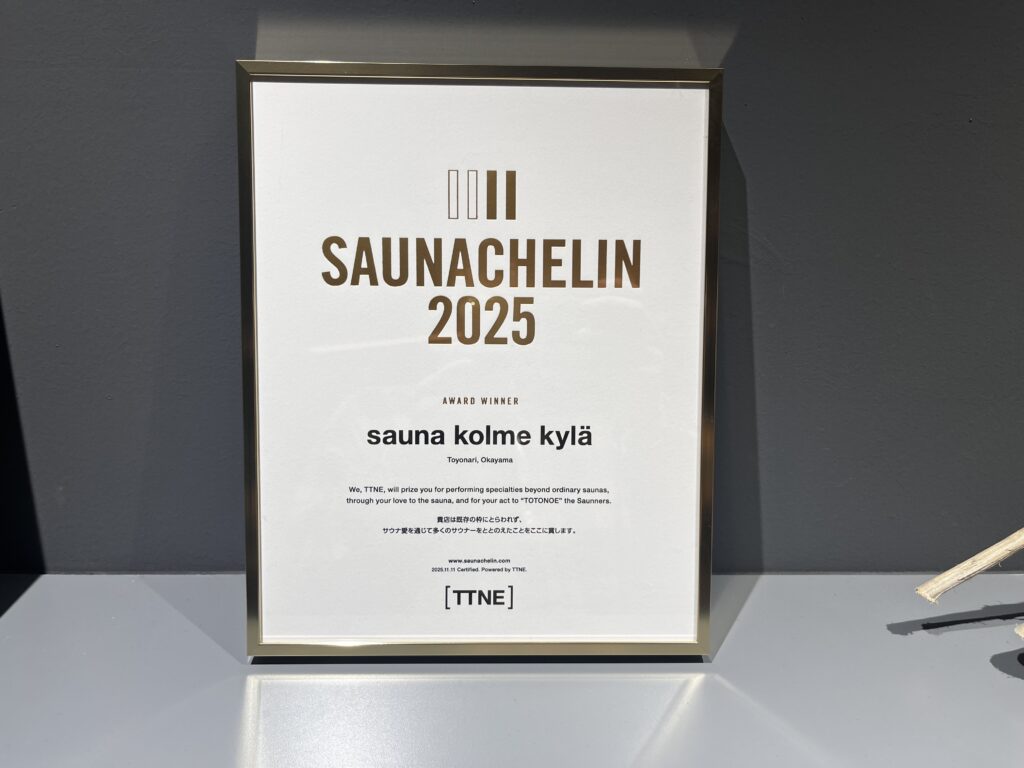 SAUNACHELIN
2025
AWARD WINNER
sauna kolme kylä
Toyonari, Okayama
We, TTNE, will prize you for performing specialties beyond ordinary saunas,
through your love to the sauna, and for your act to “TOTONOE” the Saunners.
貴店は既存の枠にとらわれず、
サウナ愛を通じて多くのサウナーをととのえたことをここに賞します。
www.saunachelin.com
2025.11.11 Certified. Powered by TTNE.
[TTNE]